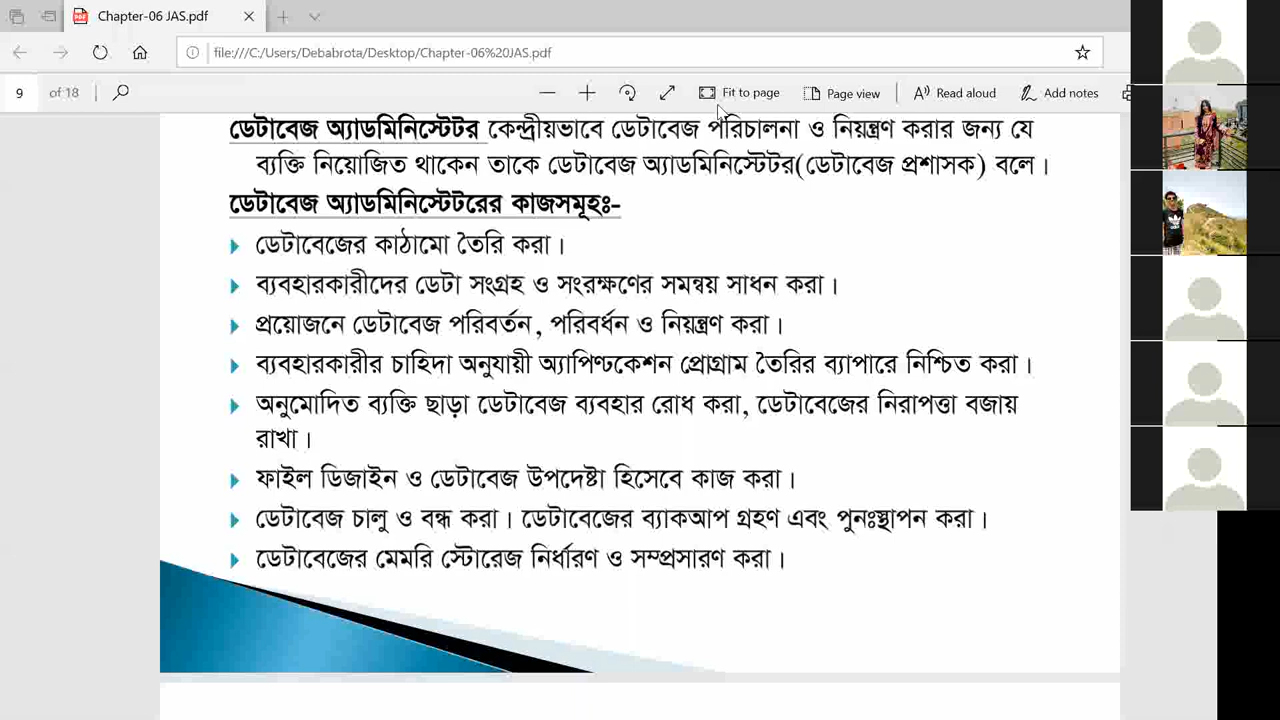 Chapter-06 JAS.pdf
file:///C:/Users/Debabrota/Desktop/Chapter-06%20JAS.pdf
9 of 18 Fit to page Page view Read aloud Add notes
ডেটাবেজ অ্যাডমিনিস্টেটর কেন্দ্রীয়ভাবে ডেটাবেজ পরিচালনা ও নিয়ন্ত্রণ করার জন্য যে
ব্যক্তি নিয়োজিত থাকেন তাকে ডেটাবেজ অ্যাডমিনিস্টেটর(ডেটাবেজ প্রশাসক) বলে।
ডেটাবেজ অ্যাডমিনিস্টেটরের কাজসমূহঃ-
ডেটাবেজের কাঠামো তৈরি করা।
ব্যবহারকারীদের ডেটা সংগ্রহ ও সংরক্ষণের সমন্বয় সাধন করা।
প্রয়োজনে ডেটাবেজ পরিবর্তন, পরিবর্ধন ও নিয়ন্ত্রণ করা।
ব্যবহারকারীর চাহিদা অনুযায়ী অ্যাপিণ্ডকেশন প্রোগ্রাম তৈরির ব্যাপারে নিশ্চিত করা।
অনুমোদিত ব্যক্তি ছাড়া ডেটাবেজ ব্যবহার রোধ করা, ডেটাবেজের নিরাপত্তা বজায়
রাখা।
ফাইল ডিজাইন ও ডেটাবেজ উপদেষ্টা হিসেবে কাজ করা।
ডেটাবেজ চালু ও বন্ধ করা। ডেটাবেজের ব্যাকআপ গ্রহণ এবং পুনঃস্থাপন করা।
ডেটাবেজের মেমরি স্টোরেজ নির্ধারণ ও সম্প্রসারণ করা।